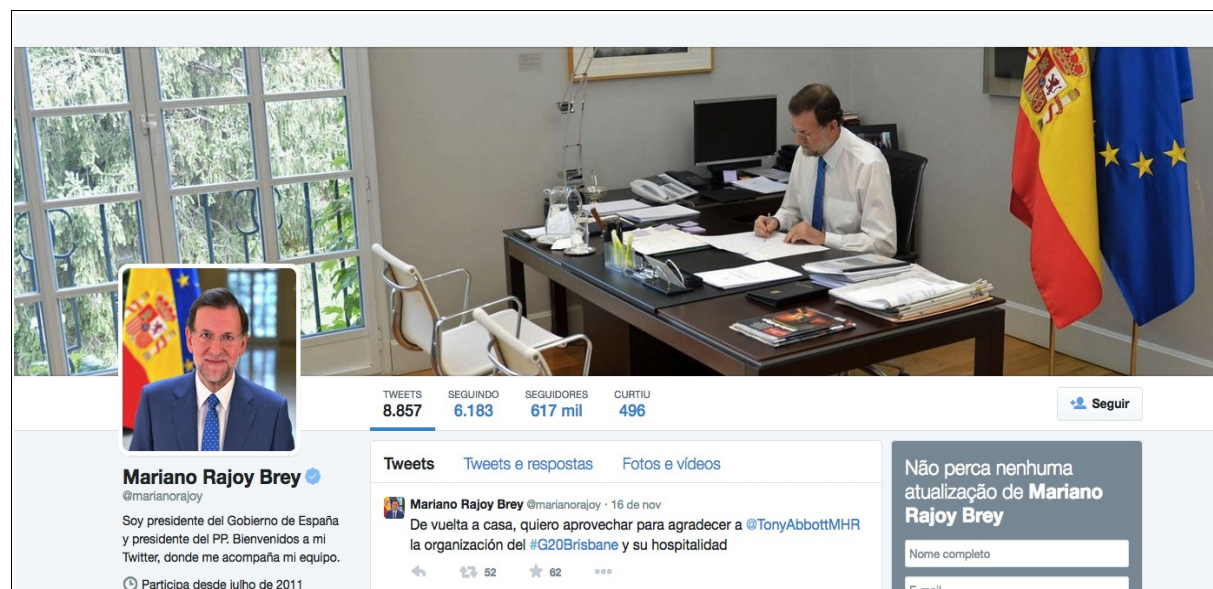 TWEETS
8.857
SEGUINDO
6.183
SEGUIDORES
617 mil
CURTIU
496
Seguir
Mariano Rajoy Brey
@marianorajoy
Soy presidente del Gobierno de España
y presidente del PP. Bienvenidos a mi
Twitter, donde me acompaña mi equipo.
Participa desde julho de 2011
Tweets Tweets e respostas Fotos e vídeos
Mariano Rajoy Brey @marianorajoy · 16 de nov
De vuelta a casa, quiero aprovechar para agradecer a @TonyAbbottMHR
la organización del #G20Brisbane y su hospitalidad
52 62
Não perca nenhuma
atualização de Mariano
Rajoy Brey
Nome completo